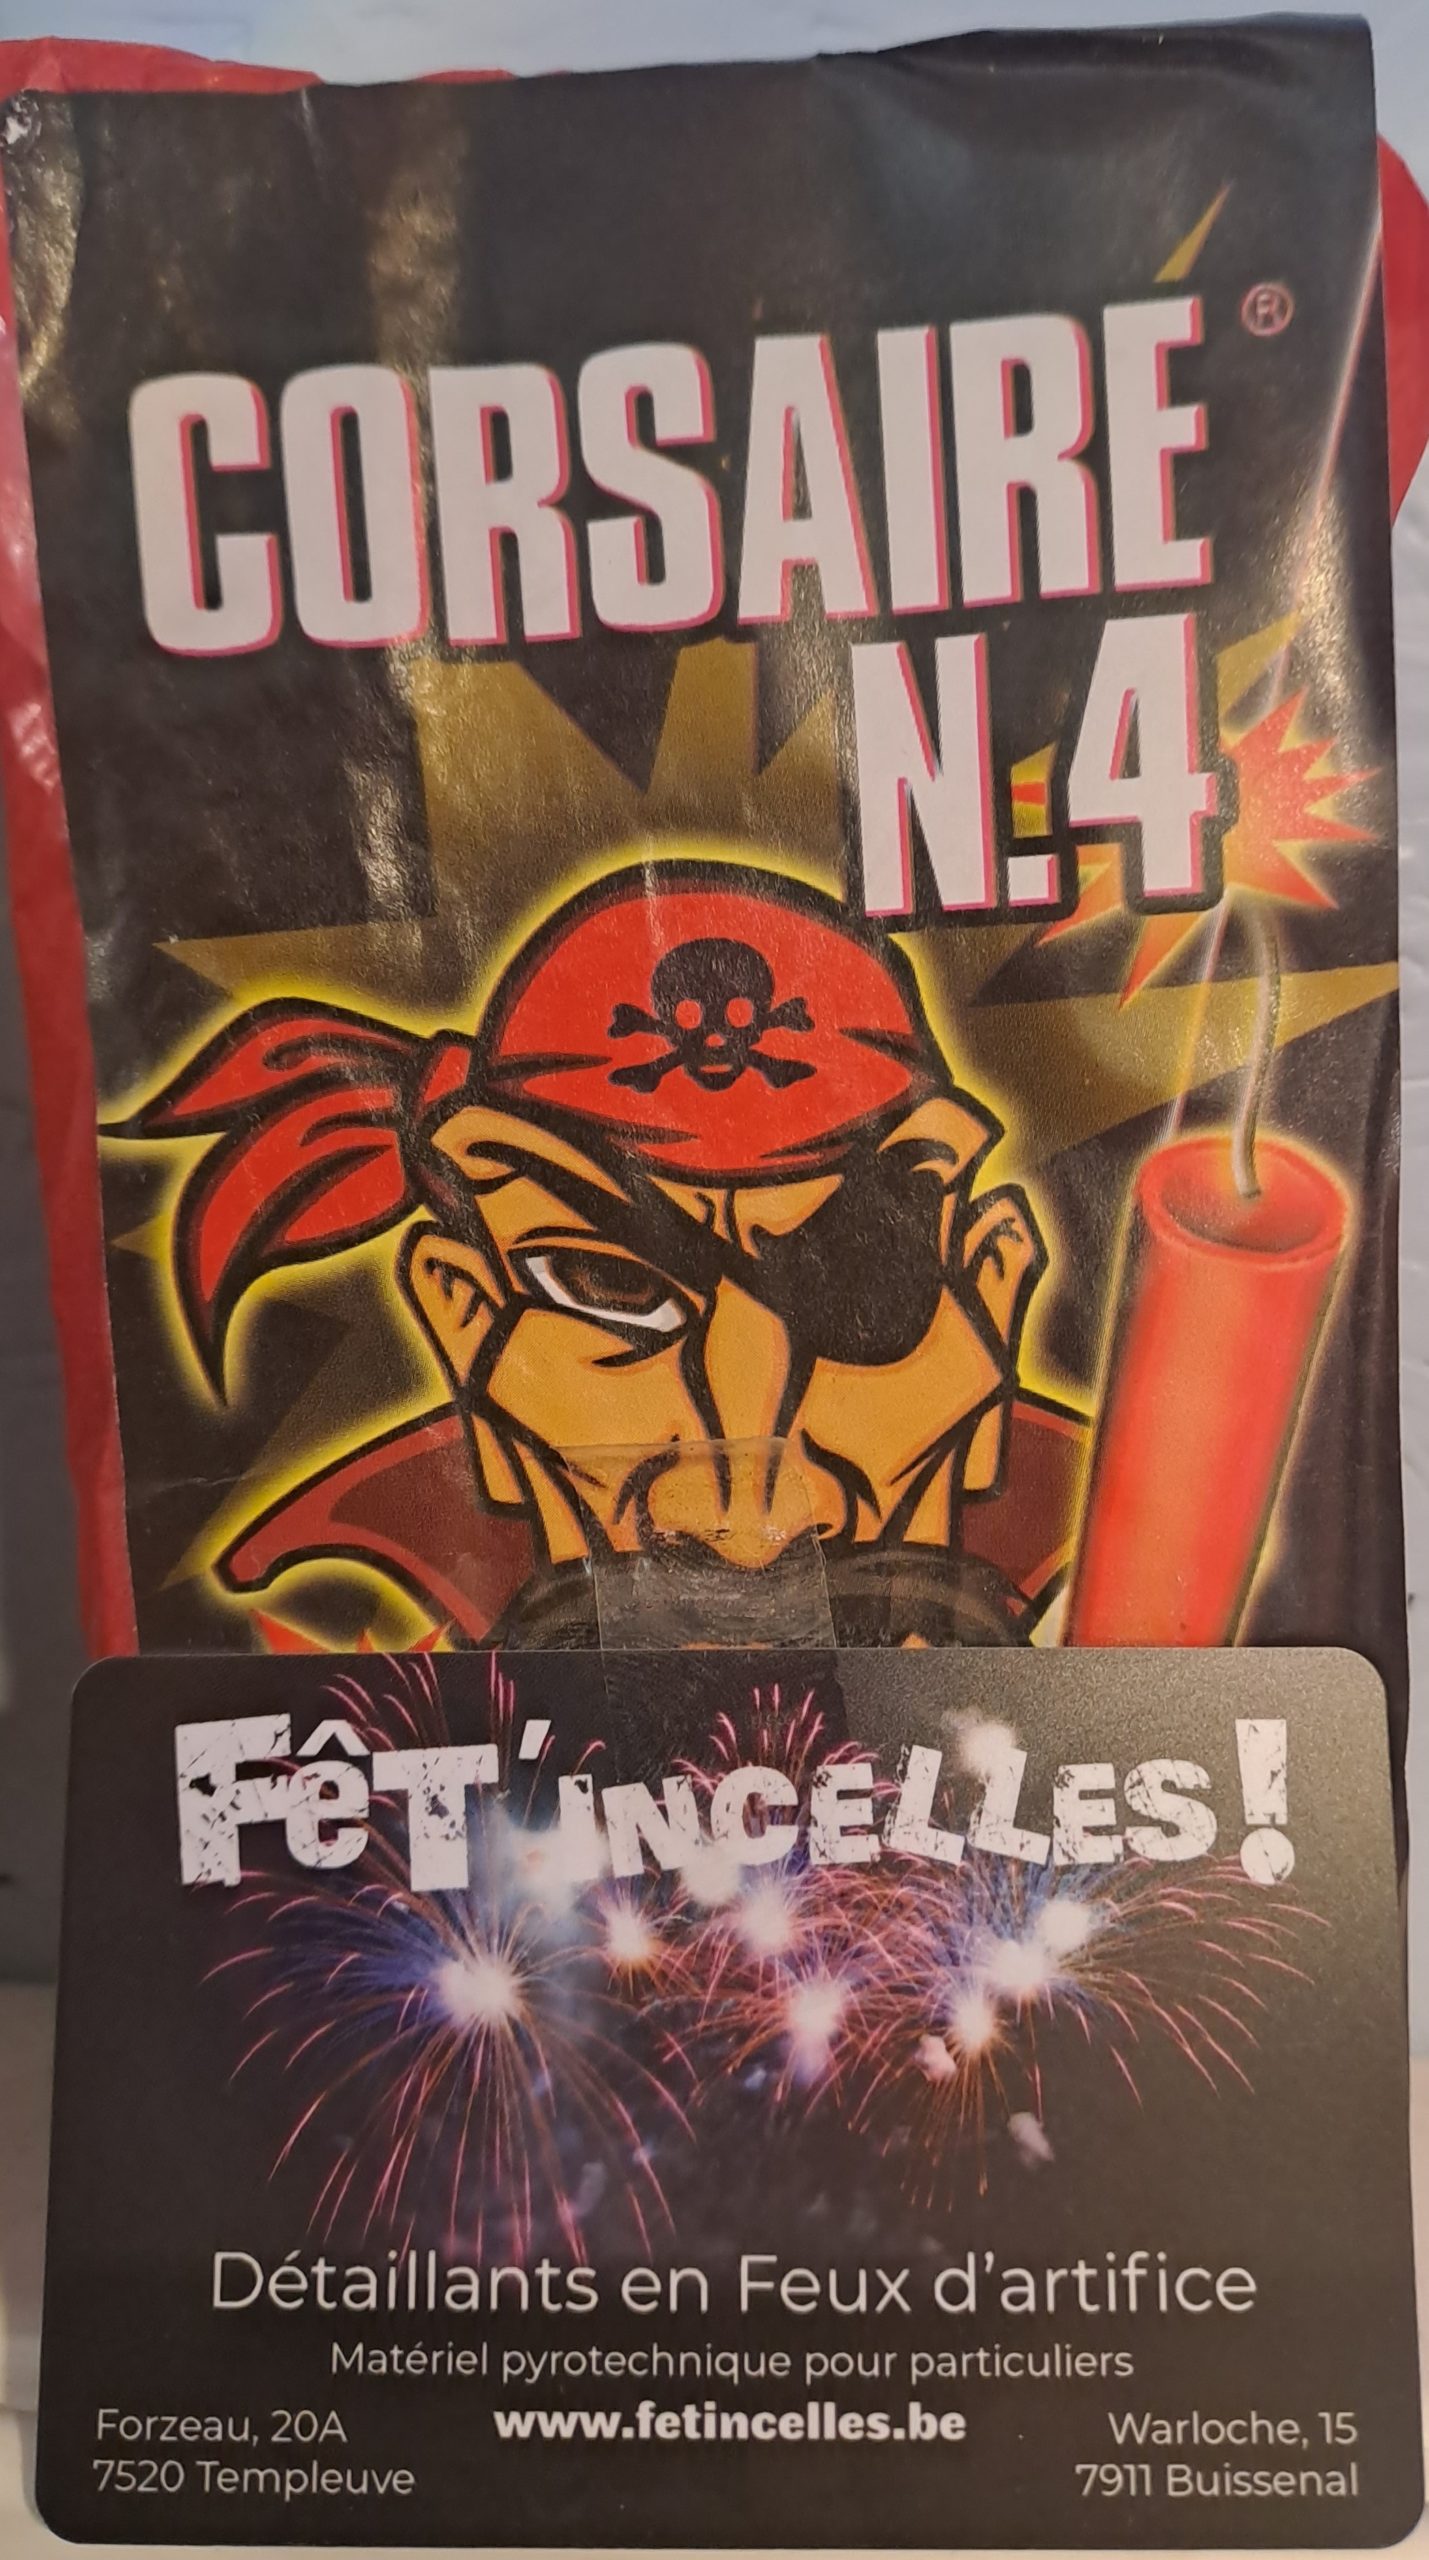 CORSAIRE ®
N.4
FÊT'INCELLES!
Détaillants en Feux d'artifice
Matériel pyrotechnique pour particuliers
www.fetincelles.be
Forzeau, 20A
7520 Templeuve
Warloche, 15
7911 Buissenal